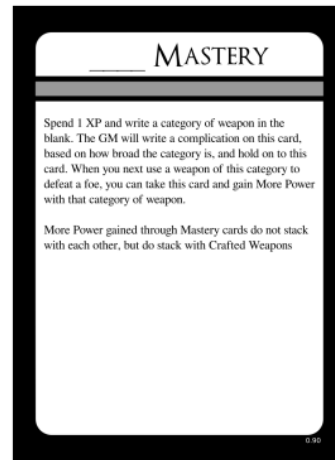 ____ MASTERY
Spend 1 XP and write a category of weapon in the
blank. The GM will write a complication on this card,
based on how broad the category is, and hold on to this
card. When you next use a weapon of this category to
defeat a foe, you can take this card and gain More Power
with that category of weapon.
More Power gained through Mastery cards do not stack
with each other, but do stack with Crafted Weapons
0.90